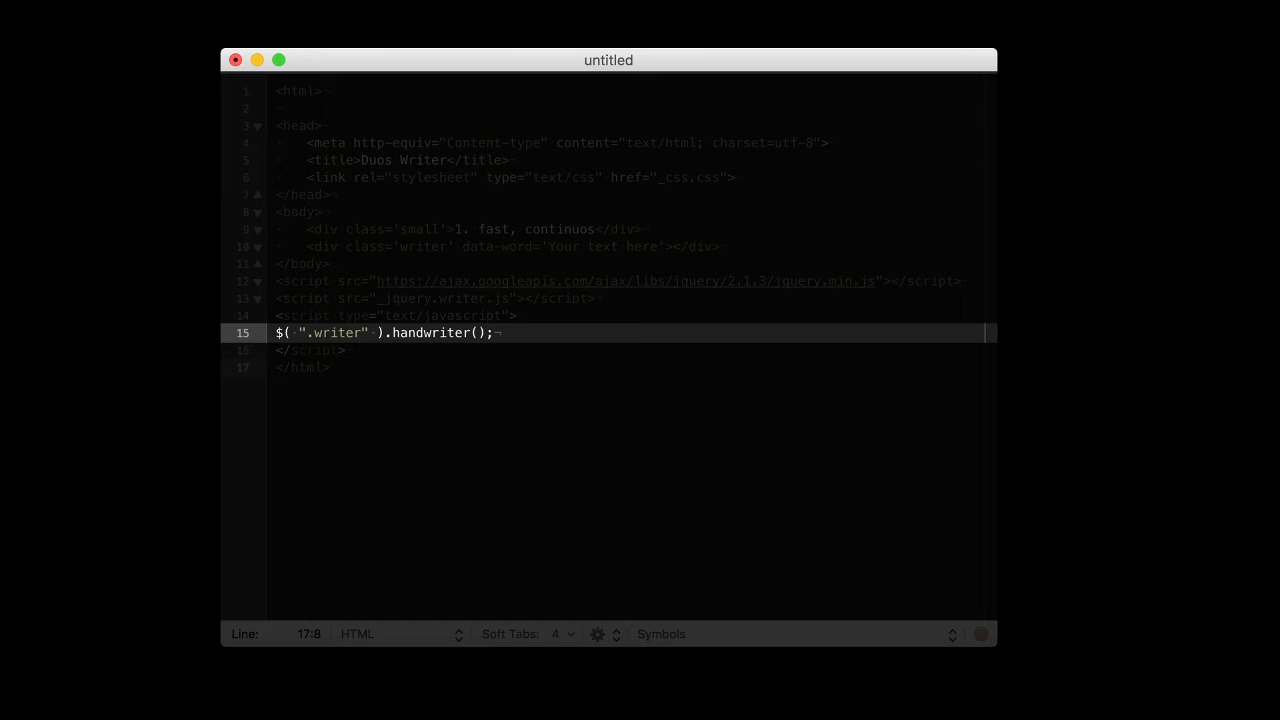 untitled
1 <html>¬
2 ¬
3 <head>¬
4 <meta http-equiv="Content-type" content="text/html; charset=utf-8">¬
5 <title>Duos Writer</title>¬
6 <link rel="stylesheet" type="text/css" href="_css.css">¬
7 </head>¬
8 <body>¬
9 <div class='small'>1. fast, continuos</div>¬
10 <div class='writer' data-word='Your text here'></div>¬
11 </body>¬
12 <script src="https://ajax.googleapis.com/ajax/libs/jquery/2.1.3/jquery.min.js"></script>¬
13 <script src="_jquery.writer.js"></script>¬
14 <script type="text/javascript">¬
15 $( ".writer" ).handwriter();¬
16 </script>¬
17 </html>
Line: 17:8 HTML Soft Tabs: 4 Symbols